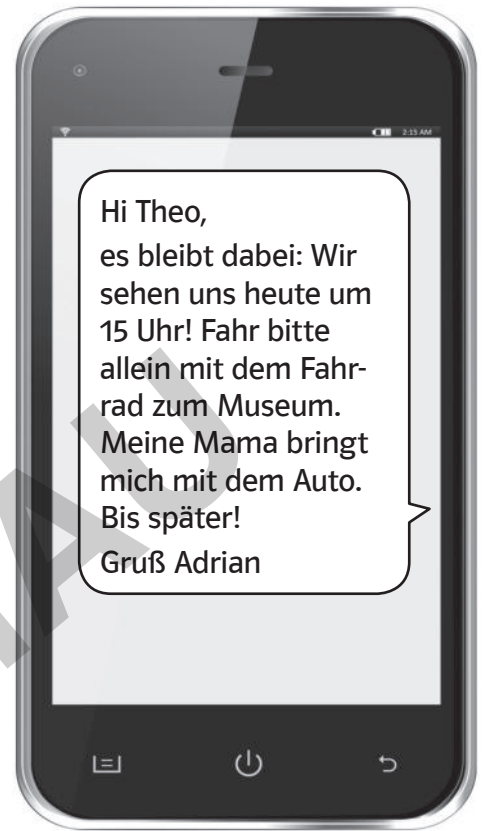 2:15 AM
Hi Theo,
es bleibt dabei: Wir
sehen uns heute um
15 Uhr! Fahr bitte
allein mit dem Fahr-
rad zum Museum.
Meine Mama bringt
mich mit dem Auto.
Bis später!
Gruß Adrian